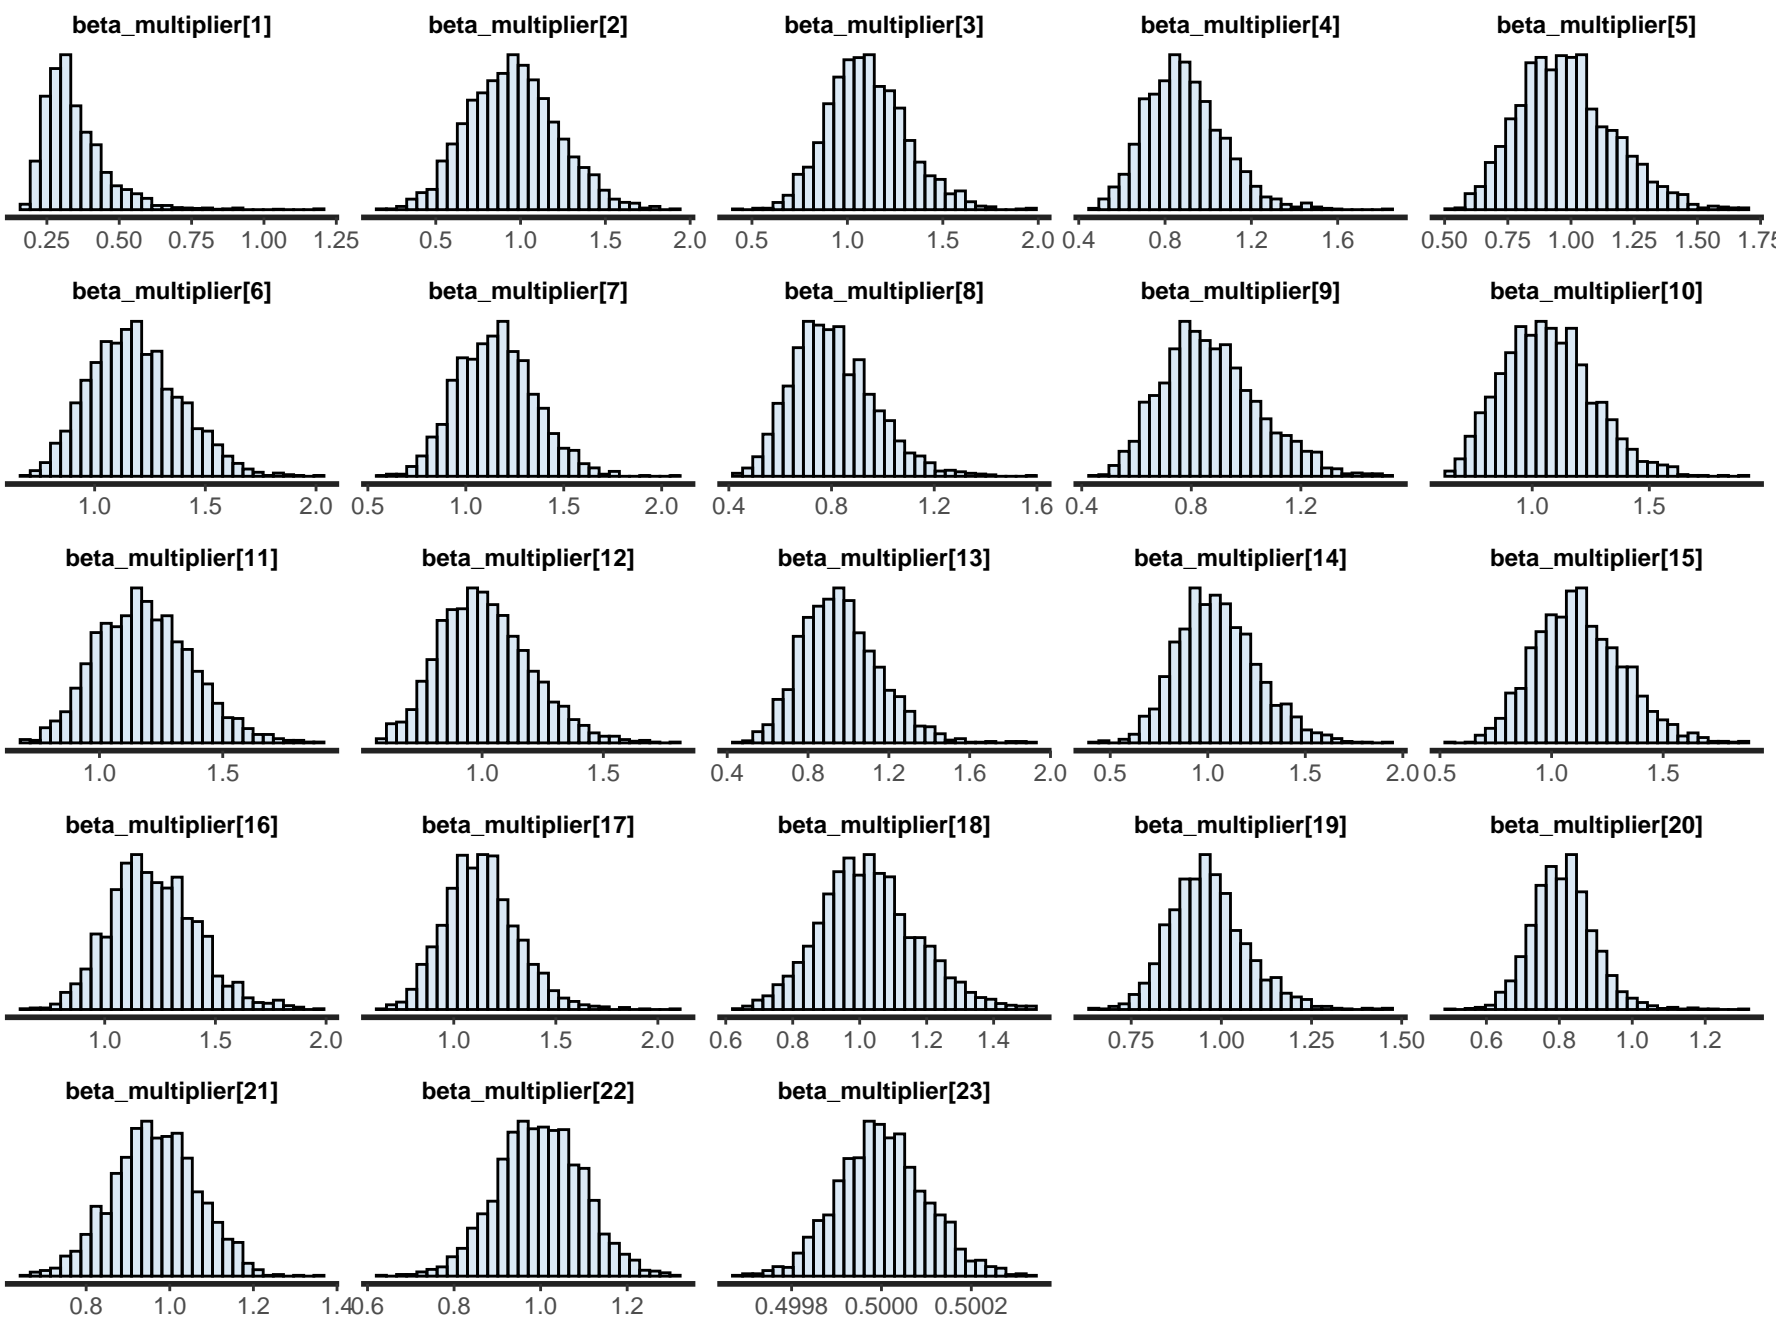 beta_multiplier[1] beta_multiplier[2] beta_multiplier[3] beta_multiplier[4] beta_multiplier[5]
0.25 0.50 0.75 1.00 1.25 0.5 1.0 1.5 2.0 0.5 1.0 1.5 2.0 0.4 0.8 1.2 1.6 0.50 0.75 1.00 1.25 1.50 1.75
beta_multiplier[6] beta_multiplier[7] beta_multiplier[8] beta_multiplier[9] beta_multiplier[10]
1.0 1.5 2.0 0.5 1.0 1.5 2.0 0.4 0.8 1.2 1.6 0.4 0.8 1.2 1.0 1.5
beta_multiplier[11] beta_multiplier[12] beta_multiplier[13] beta_multiplier[14] beta_multiplier[15]
1.0 1.5 1.0 1.5 0.4 0.8 1.2 1.6 2.0 0.5 1.0 1.5 2.0 0.5 1.0 1.5
beta_multiplier[16] beta_multiplier[17] beta_multiplier[18] beta_multiplier[19] beta_multiplier[20]
1.0 1.5 2.0 1.0 1.5 2.0 0.6 0.8 1.0 1.2 1.4 0.75 1.00 1.25 1.50 0.6 0.8 1.0 1.2
beta_multiplier[21] beta_multiplier[22] beta_multiplier[23]
0.8 1.0 1.2 1.4 0.6 0.8 1.0 1.2 0.4998 0.5000 0.5002